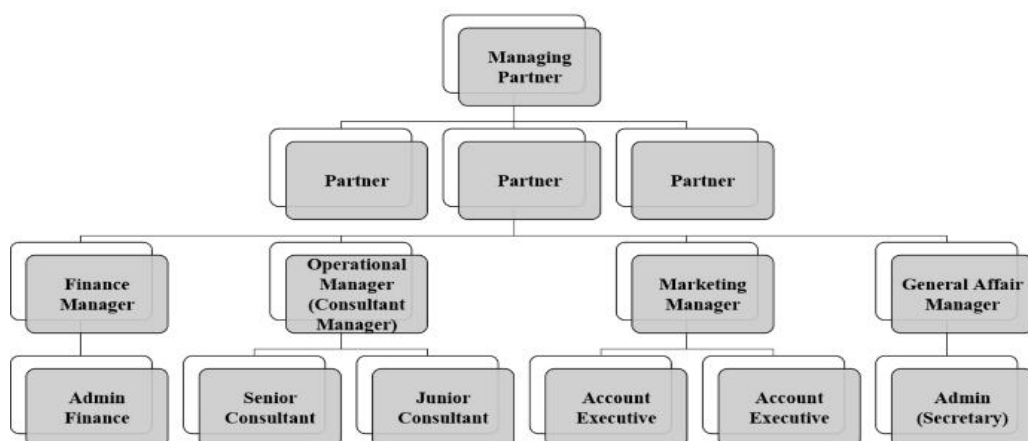 Managing
Partner
Partner
Partner
Partner
Finance
Manager
Operational
Manager
(Consultant
Manager)
Marketing
Manager
General Affair
Manager
Admin
Finance
Senior
Consultant
Junior
Consultant
Account
Executive
Account
Executive
Admin
(Secretary)